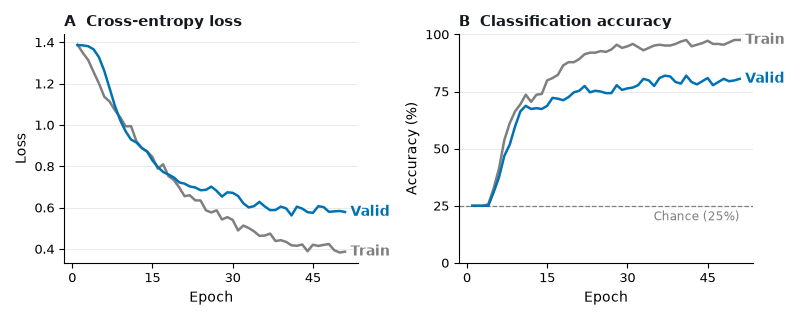 A Cross-entropy loss
1.4
1.2
1.0
0.8
0.6
0.4
Loss
0 15 30 45
Epoch
Valid
Train
B Classification accuracy
100
75
50
25
0
Accuracy (%)
0 15 30 45
Epoch
Train
Valid
Chance (25%)